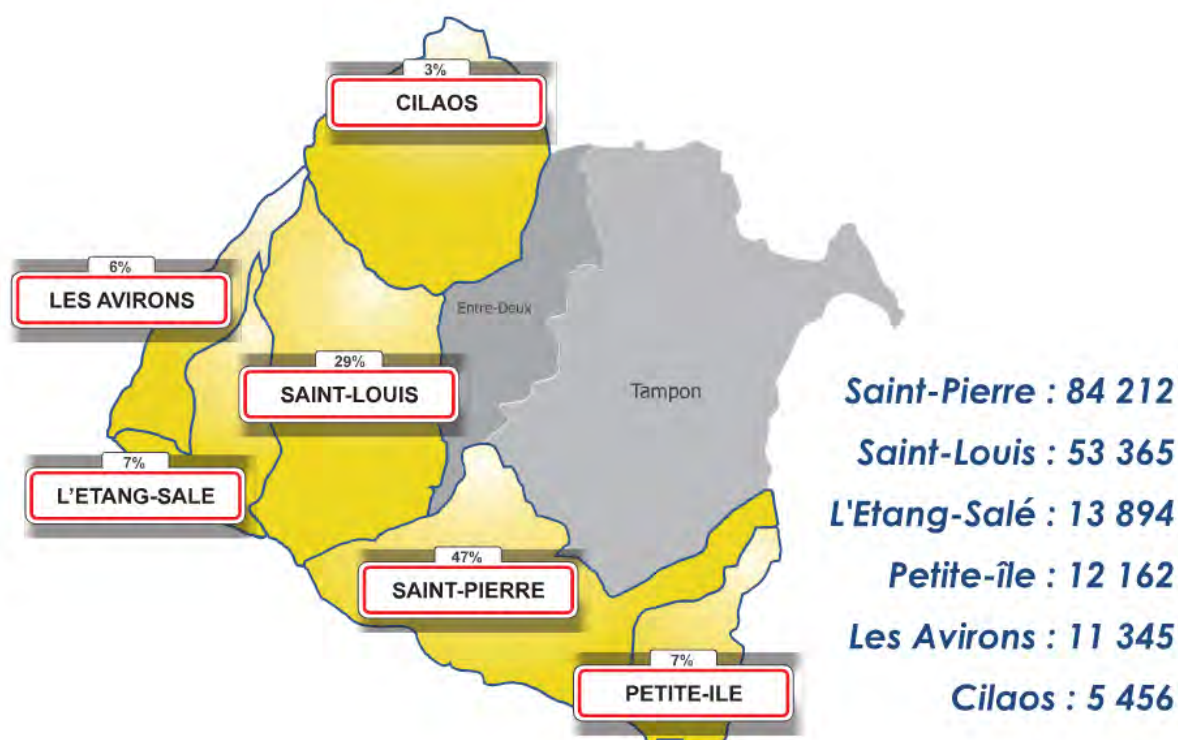 3%
CILAOS
6%
LES AVIRONS
Entre-Deux
29%
SAINT-LOUIS
Tampon
7%
L'ETANG-SALE
47%
SAINT-PIERRE
7%
PETITE-ILE
Saint-Pierre : 84 212
Saint-Louis : 53 365
L'Etang-Salé : 13 894
Petite-île : 12 162
Les Avirons : 11 345
Cilaos : 5 456